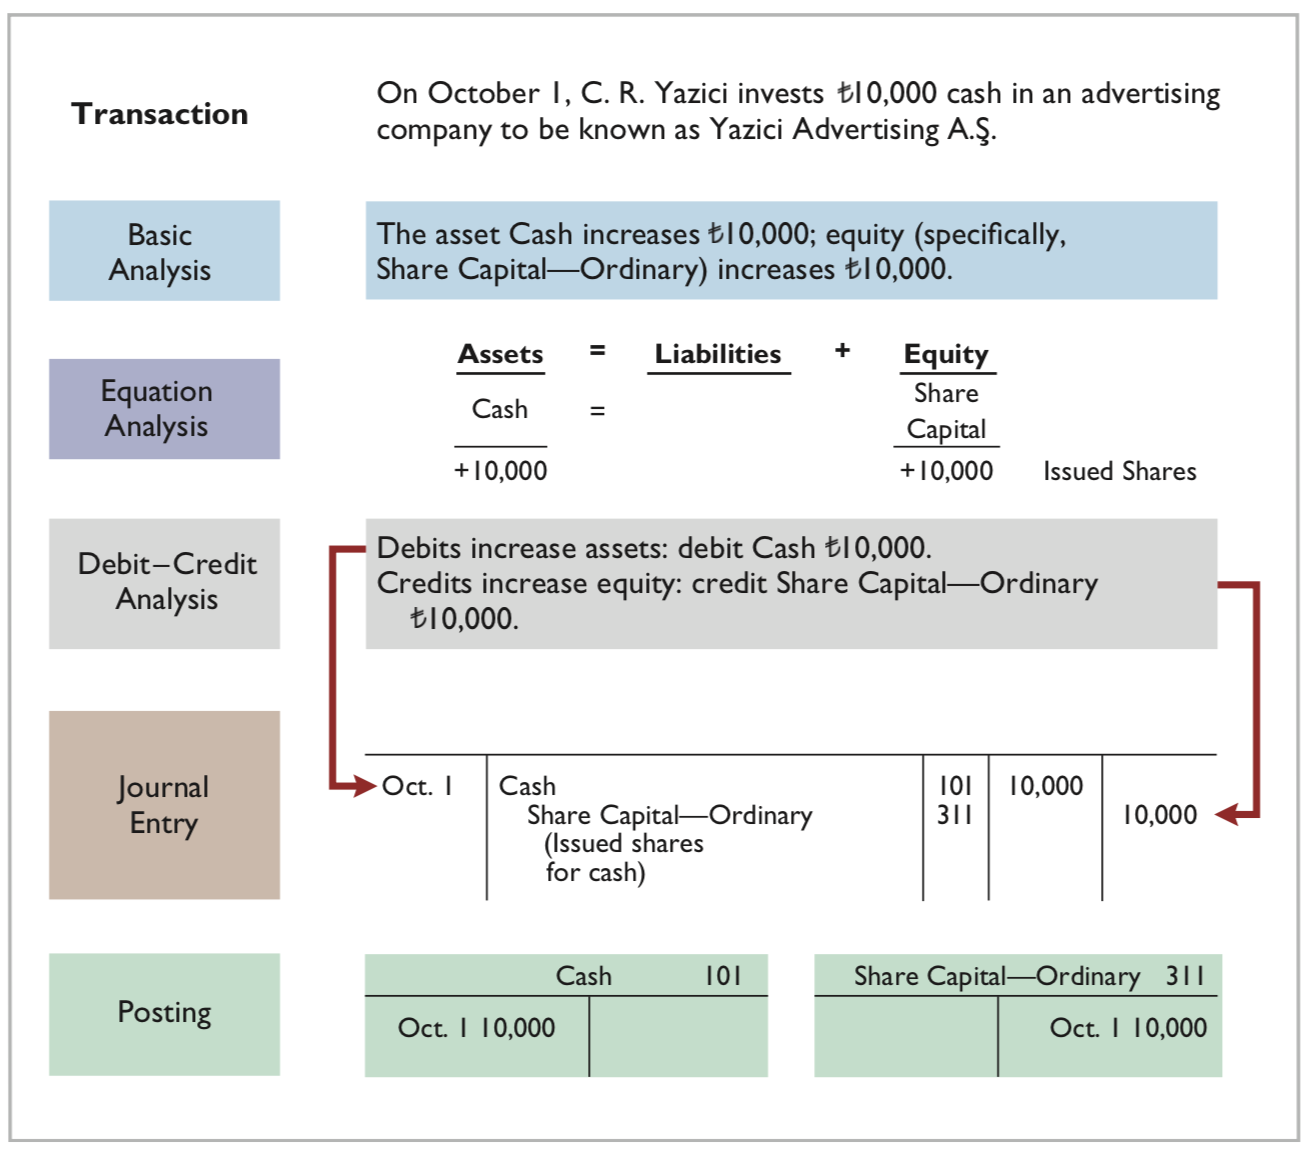 Transaction
On October 1, C. R. Yazici invests ₺10,000 cash in an advertising
company to be known as Yazici Advertising A.Ş.
Basic
Analysis
The asset Cash increases ₺10,000; equity (specifically,
Share Capital—Ordinary) increases ₺10,000.
Equation
Analysis
Assets = Liabilities + Equity
Cash = Share
Capital
+10,000 +10,000 Issued Shares
Debit–Credit
Analysis
Debits increase assets: debit Cash ₺10,000.
Credits increase equity: credit Share Capital—Ordinary
₺10,000.
Journal
Entry
Oct. 1 Cash 101 10,000
Share Capital—Ordinary 311 10,000
(Issued shares
for cash)
Posting
Cash 101
Oct. 1 10,000
Share Capital—Ordinary 311
Oct. 1 10,000